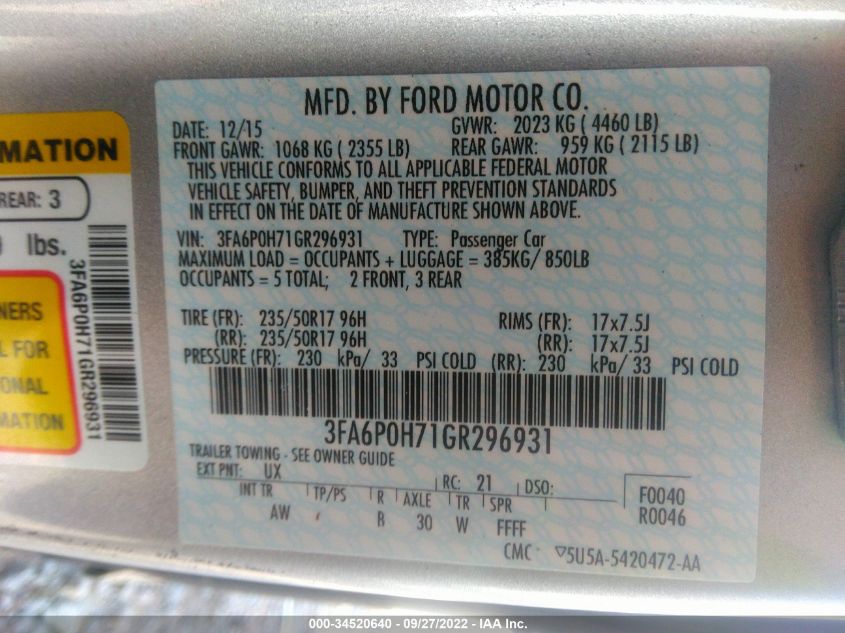 MFD. BY FORD MOTOR CO.
DATE: 12/15 GVWR: 2023 KG ( 4460 LB)
FRONT GAWR: 1068 KG ( 2355 LB) REAR GAWR: 959 KG ( 2115 LB)
THIS VEHICLE CONFORMS TO ALL APPLICABLE FEDERAL MOTOR
VEHICLE SAFETY, BUMPER, AND THEFT PREVENTION STANDARDS
IN EFFECT ON THE DATE OF MANUFACTURE SHOWN ABOVE.
VIN: 3FA6P0H71GR296931 TYPE: Passenger Car
MAXIMUM LOAD = OCCUPANTS + LUGGAGE = 385KG/ 850LB
OCCUPANTS = 5 TOTAL; 2 FRONT, 3 REAR
TIRE (FR): 235/50R17 96H RIMS (FR): 17x7.5J
(RR): 235/50R17 96H (RR): 17x7.5J
PRESSURE (FR): 230 kPa/ 33 PSI COLD (RR): 230 kPa/ 33 PSI COLD
3FA6P0H71GR296931
TRAILER TOWING - SEE OWNER GUIDE
EXT PNT: UX RC: 21 DSO: F0040
INT TR TP/PS R AXLE TR SPR R0046
AW B 30 W FFFF
CMC 5U5A-5420472-AA
MATION
REAR: 3
lbs.
3FA6P0H71GR296931
NERS
L FOR
ONAL
MATION
000-34520640 - 09/27/2022 - IAA Inc.